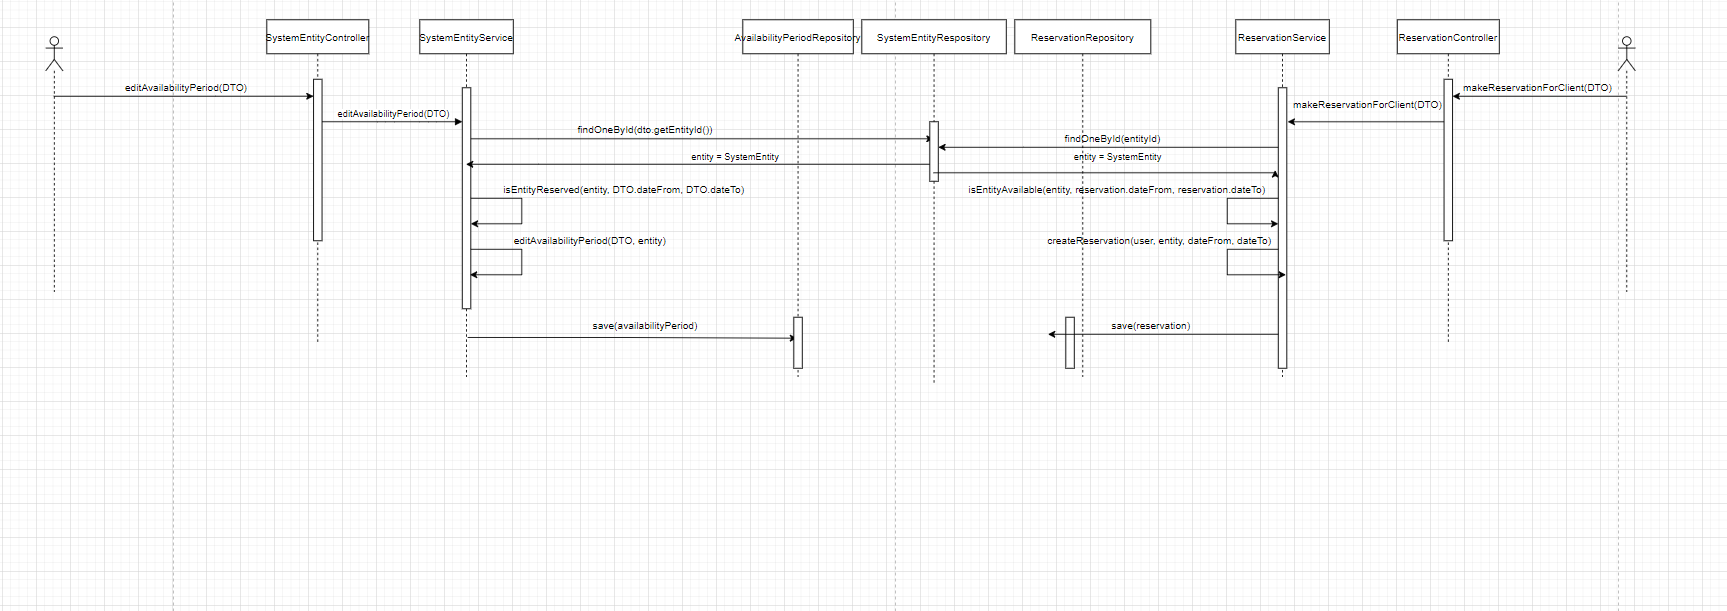 SystemEntityController
SystemEntityService
AvailabilityPeriodRepository
SystemEntityRespository
ReservationRepository
ReservationService
ReservationController
editAvailabilityPeriod(DTO)
makeReservationForClient(DTO)
editAvailabilityPeriod(DTO)
makeReservationForClient(DTO)
findOneById(dto.getEntityId())
findOneById(entityId)
entity = SystemEntity
entity = SystemEntity
isEntityReserved(entity, DTO.dateFrom, DTO.dateTo)
isEntityAvailable(entity, reservation.dateFrom, reservation.dateTo)
editAvailabilityPeriod(DTO, entity)
createReservation(user, entity, dateFrom, dateTo)
save(availabilityPeriod)
save(reservation)